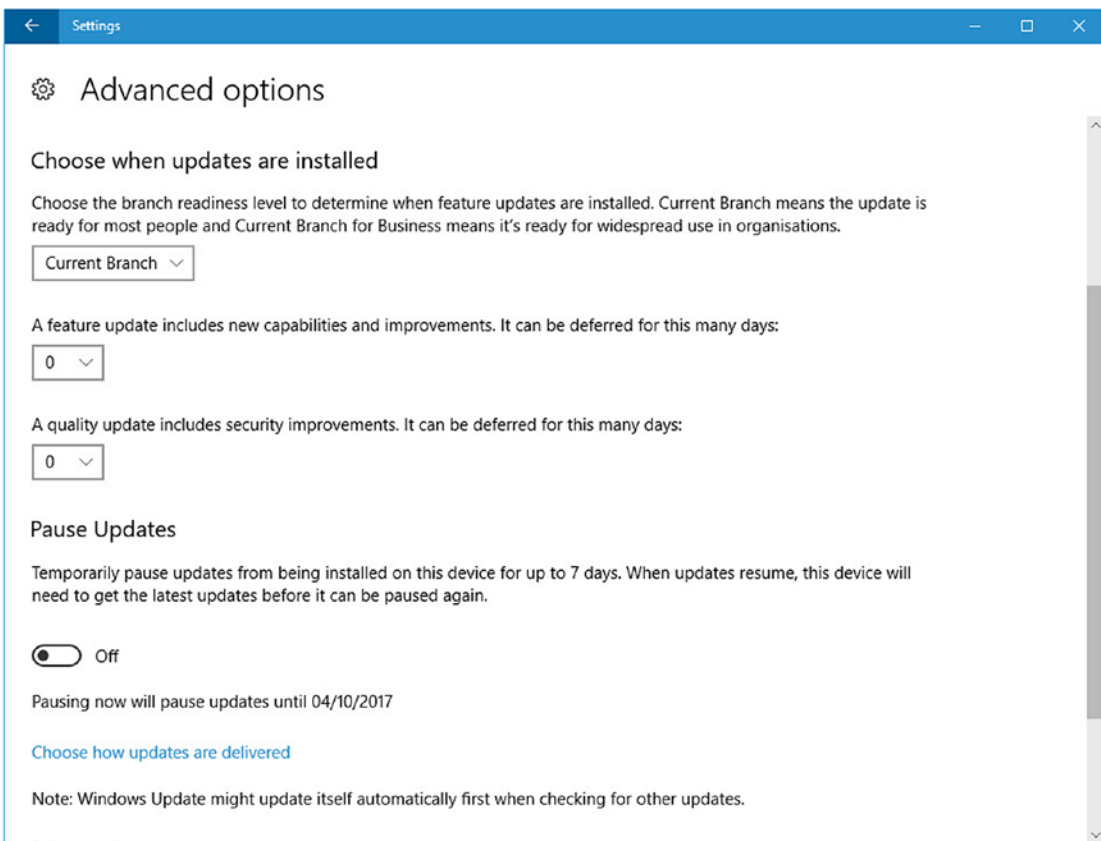 Settings
Advanced options
Choose when updates are installed
Choose the branch readiness level to determine when feature updates are installed. Current Branch means the update is
ready for most people and Current Branch for Business means it’s ready for widespread use in organisations.
Current Branch
A feature update includes new capabilities and improvements. It can be deferred for this many days:
0
A quality update includes security improvements. It can be deferred for this many days:
0
Pause Updates
Temporarily pause updates from being installed on this device for up to 7 days. When updates resume, this device will
need to get the latest updates before it can be paused again.
Off
Pausing now will pause updates until 04/10/2017
Choose how updates are delivered
Note: Windows Update might update itself automatically first when checking for other updates.